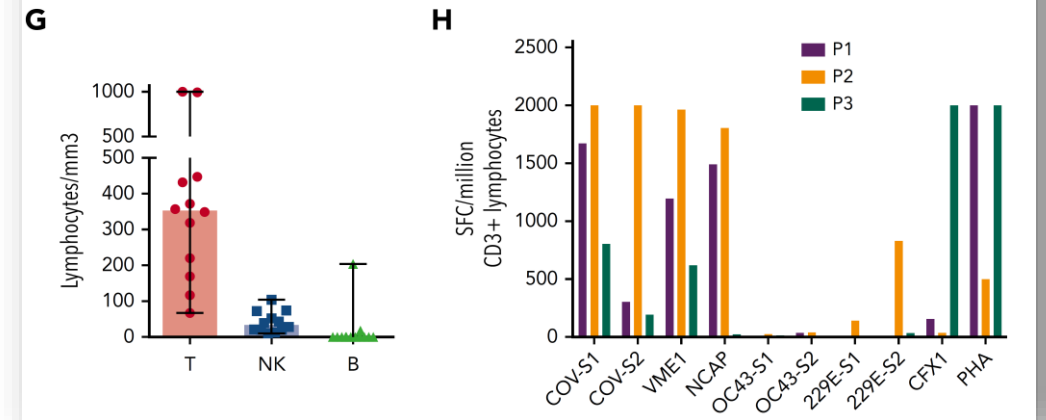 G
Lymphocytes/mm3
1000
500
500
400
300
200
100
0
T NK B
H
SFC/million
CD3+ lymphocytes
2500
2000
1500
1000
500
0
P1
P2
P3
COV-S1 COV-S2 VME1 NCAP OC43-S1 OC43-S2 229E-S1 229E-S2 CFX1 PHA